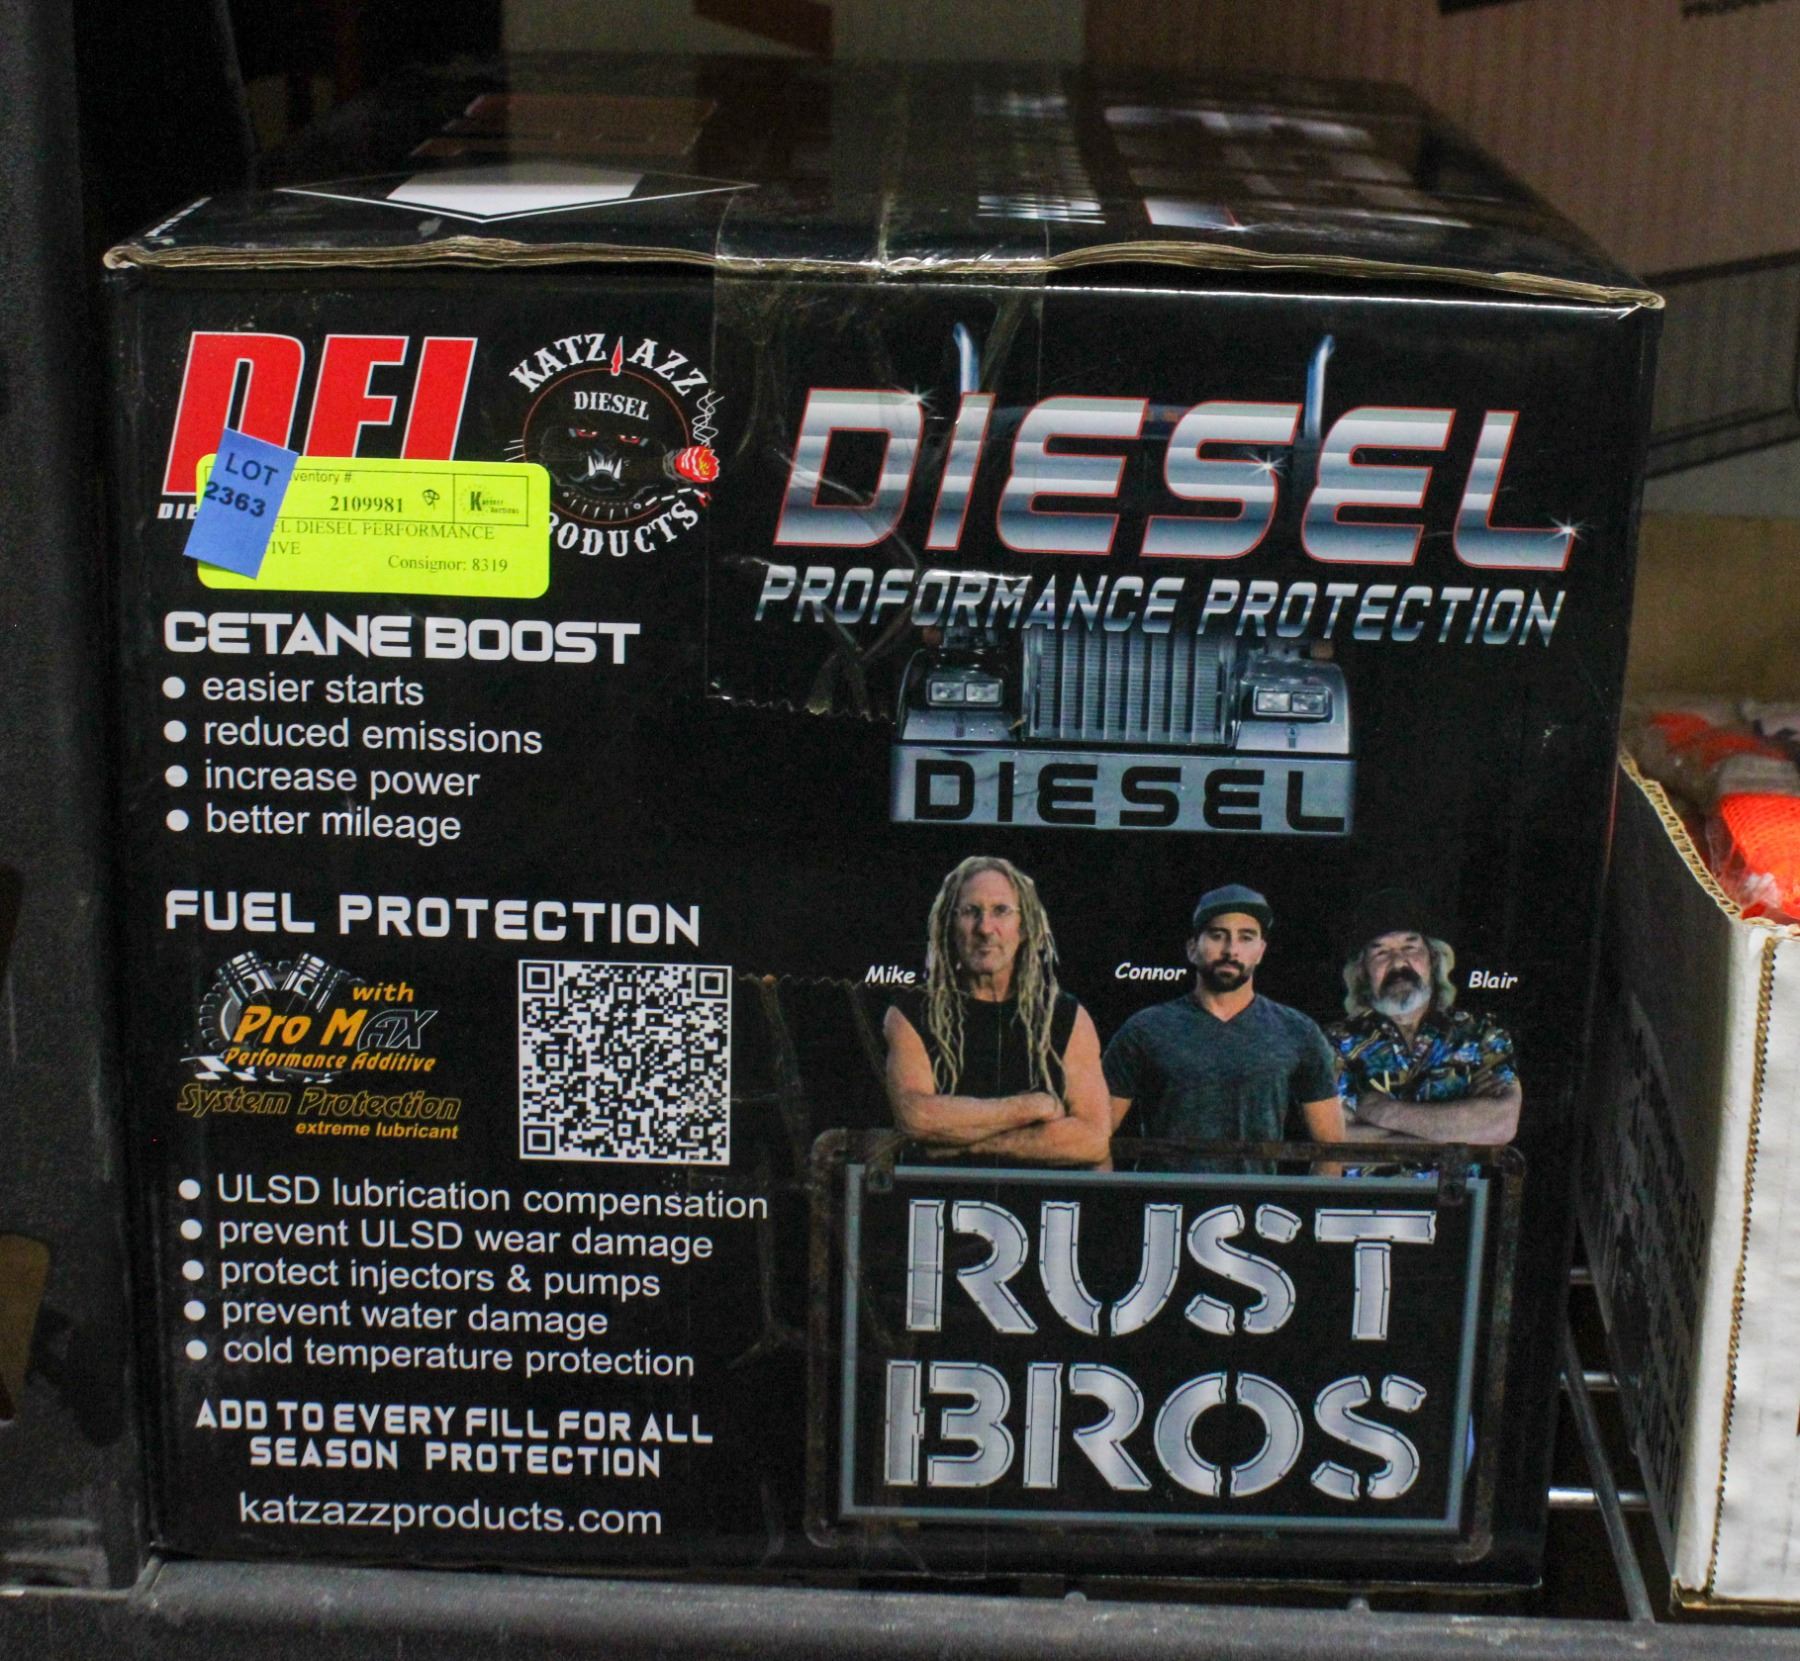 DFL
KATZ AZZ
DIESEL
PRODUCTS
LOT
2363
Inventory #:
2109981
DIESEL PERFORMANCE
Consignor: 8319
DIESEL
PROFORMANCE PROTECTION
DIESEL
CETANE BOOST
• easier starts
• reduced emissions
• increase power
• better mileage
FUEL PROTECTION
with
Pro MAX
Performance Additive
System Protection
extreme lubricant
Mike
Connor
Blair
• ULSD lubrication compensation
• prevent ULSD wear damage
• protect injectors & pumps
• prevent water damage
• cold temperature protection
ADD TO EVERY FILL FOR ALL
SEASON PROTECTION
katzazzproducts.com
RUST
BROS